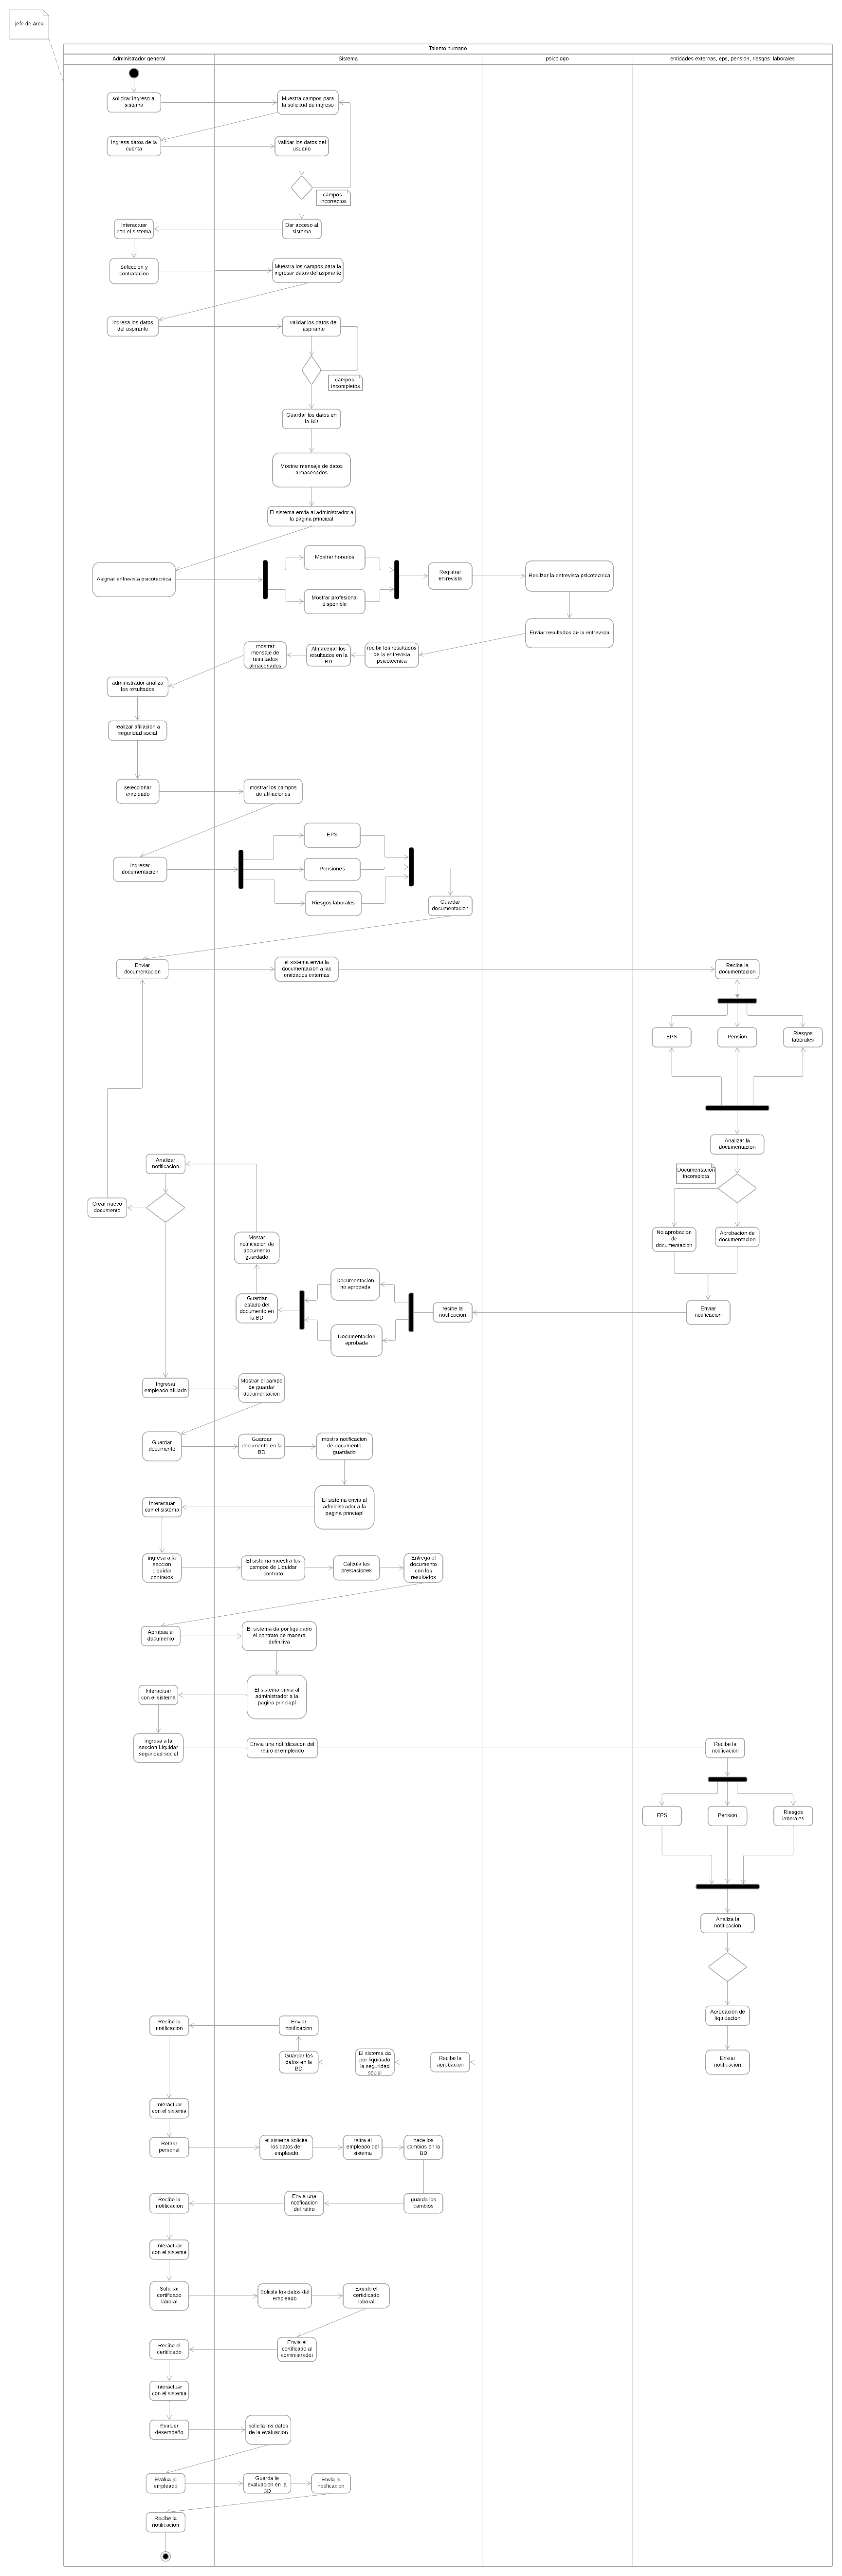 jefe de area
Talento humano
Administrador general
Sistema
psicologo
entidades externas, eps, pension, riesgos laborales
solicitar ingreso al
sistema
Muestra campos para
la solicitud de ingreso
Ingresa datos de la
cuenta
Validar los datos del
usuario
campos
incorrectos
Interactuar
con el sistema
Dar acceso al
sistema
Seleccion y
contratacion
Muestra los campos para la
ingresar datos del aspirante
ingresa los datos
del aspirante
validar los datos del
aspirante
campos
incompletos
Guardar los datos en
la BD
Mostrar mensaje de datos
almacenados
El sistema envia al administrador a
la pagina principal
Asignar entrevista psicotecnica
Mostrar horarios
Mostrar profesional
disponible
Registrar
entrevista
Realizar la entrevista psicotecnica
Enviar resultados de la entrevista
mostrar
mensaje de
resultados
almacenados
Almacenar los
resultados en la
BD
recibir los resultados
de la entrevista
psicotecnica
administrador analiza
los resultados
realizar afiliacion a
seguridad social
seleccionar
empleado
mostrar los campos
de afiliaciones
ingresar
documentacion
EPS
Pensiones
Riesgos laborales
Guardar
documentacion
Enviar
documentacion
el sistema envia la
documentacion a las
entidades externas
Recibe la
documentacion
EPS
Pension
Riesgos
laborales
Analizar la
documentacion
Documentacion
incompleta
Analizar
notificacion
Crear nuevo
documento
No aprobacion
de
documentacion
Aprobacion de
documentacion
Mostrar
notificacion de
documento
guardado
Guardar
estado del
documento en
la BD
Documentacion
no aprobada
Documentacion
aprobada
recibe la
notificacion
Enviar
notificacion
Ingresar
empleado afiliado
Mostrar el campo
de guardar
documentacion
Guardar
documento
Guardar
documento en la
BD
mostra notificacion
de documento
guardado
El sistema envia al
administrador a la
pagina princiapl
Interactuar
con el sistema
ingresa a la
seccion
Liquidar
contratos
El sistema muestra los
campos de Liquidar
contrato
Calcula las
prestaciones
Entrega el
documento
con los
resultados
Aprueba el
documento
El sistema da por liquidado
el contrato de manera
definitiva
El sistema envia al
administrador a la
pagina princiapl
Interactuar
con el sistema
ingresa a la
seccion Liquidar
seguridad social
Envia una notifdicacion del
retiro el empleado
Recibe la
notificacion
EPS
Pension
Riesgos
laborales
Analiza la
notificacion
Aprobacion de
liquidacion
Enviar
notificacion
Recibe la
notificacion
Enviar
notificacion
Guardar los
datos en la
BD
El sistema da
por liquidado
la seguridad
social
Recibe la
aprobacion
Interactuar
con el sistema
Retirar
personal
el sistema solicita
los datos del
empleado
retira al
empleado del
sistema
hace los
cambios en la
BD
Recibe la
notificacion
Envia una
notificacion
del retiro
guarda los
cambios
Interactuar
con el sistema
Solicitar
certificado
laboral
Solicita los datos del
empleado
Expide el
certidicado
laboral
Recibe el
certificado
Envia el
certificado al
administrador
Interactuar
con el sistema
Evaluar
desempeño
solicita los datos
de la evaluacion
Evalua al
empleado
Guarda la
evaluacion en la
BD
Envia la
notificacion
Recibe la
notificacion